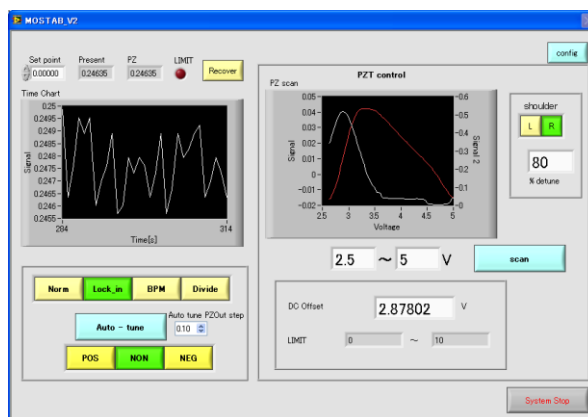 MOSTAB_V2
config
Set point Present PZ LIMIT
0.00000 0.24635 0.24635 Recover
Time Chart
0.25
0.2495
0.249
0.2485
0.248
0.2475
0.247
0.2465
0.246
0.2455
Signal
284 314
Time[s]
PZT control
PZ scan
0.05
0.04
0.03
0.02
0.01
0
-0.01
-0.02
Signal
0.6
0.5
0.4
0.3
0.2
0.1
0
Signal 2
2.5 3 3.5 4 4.5 5
Voltage
shoulder
L R
80
% detune
2.5 ～ 5 V scan
Norm Lock_in BPM Divide
Auto tune PZOut step
Auto - tune 0.10
POS NON NEG
DC Offset 2.87802 V
LIMIT 0 ～ 10
System Stop